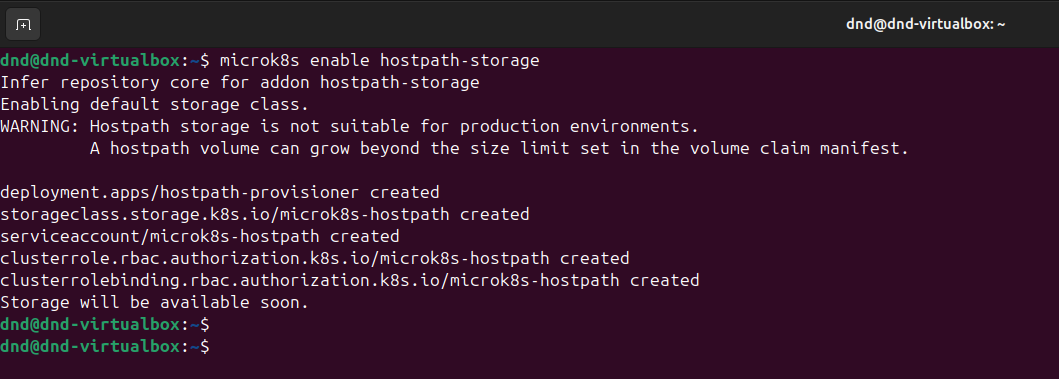 dnd@dnd-virtualbox: ~
dnd@dnd-virtualbox:~$ microk8s enable hostpath-storage
Infer repository core for addon hostpath-storage
Enabling default storage class.
WARNING: Hostpath storage is not suitable for production environments.
         A hostpath volume can grow beyond the size limit set in the volume claim manifest.

deployment.apps/hostpath-provisioner created
storageclass.storage.k8s.io/microk8s-hostpath created
serviceaccount/microk8s-hostpath created
clusterrole.rbac.authorization.k8s.io/microk8s-hostpath created
clusterrolebinding.rbac.authorization.k8s.io/microk8s-hostpath created
Storage will be available soon.
dnd@dnd-virtualbox:~$
dnd@dnd-virtualbox:~$